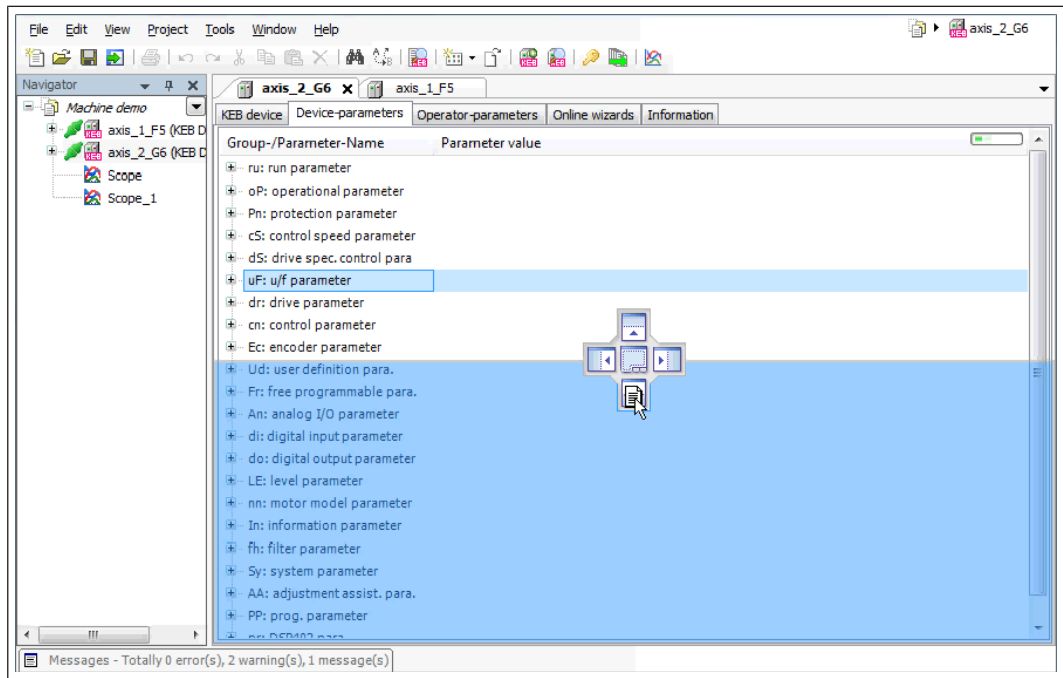 File Edit View Project Tools Window Help
axis_2_G6
Navigator
axis_2_G6 axis_1_F5
Machine demo
KEB device Device-parameters Operator-parameters Online wizards Information
axis_1_F5 (KEB D
axis_2_G6 (KEB D
Scope
Scope_1
Group-/Parameter-Name Parameter value
ru: run parameter
oP: operational parameter
Pn: protection parameter
cS: control speed parameter
dS: drive spec. control para
uF: u/f parameter
dr: drive parameter
cn: control parameter
Ec: encoder parameter
Ud: user definition para.
Fr: free programmable para.
An: analog I/O parameter
di: digital input parameter
do: digital output parameter
LE: level parameter
nn: motor model parameter
In: information parameter
fh: filter parameter
Sy: system parameter
AA: adjustment assist. para.
PP: prog. parameter
Messages - Totally 0 error(s), 2 warning(s), 1 message(s)